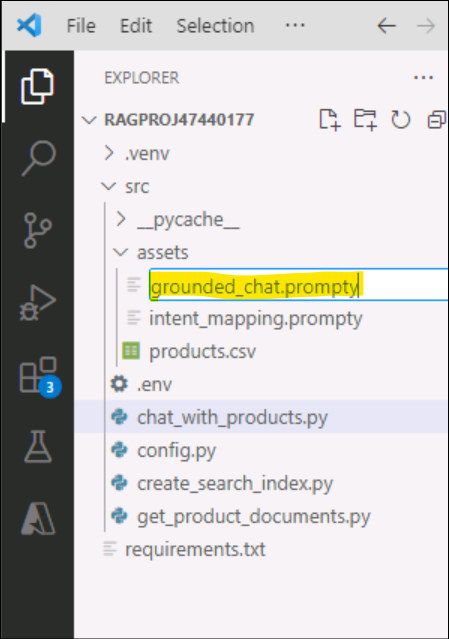 File Edit Selection ···
EXPLORER ···
RAGPROJ47440177
.venv
src
__pycache__
assets
grounded_chat.prompty
intent_mapping.prompty
products.csv
.env
3
chat_with_products.py
config.py
create_search_index.py
get_product_documents.py
requirements.txt